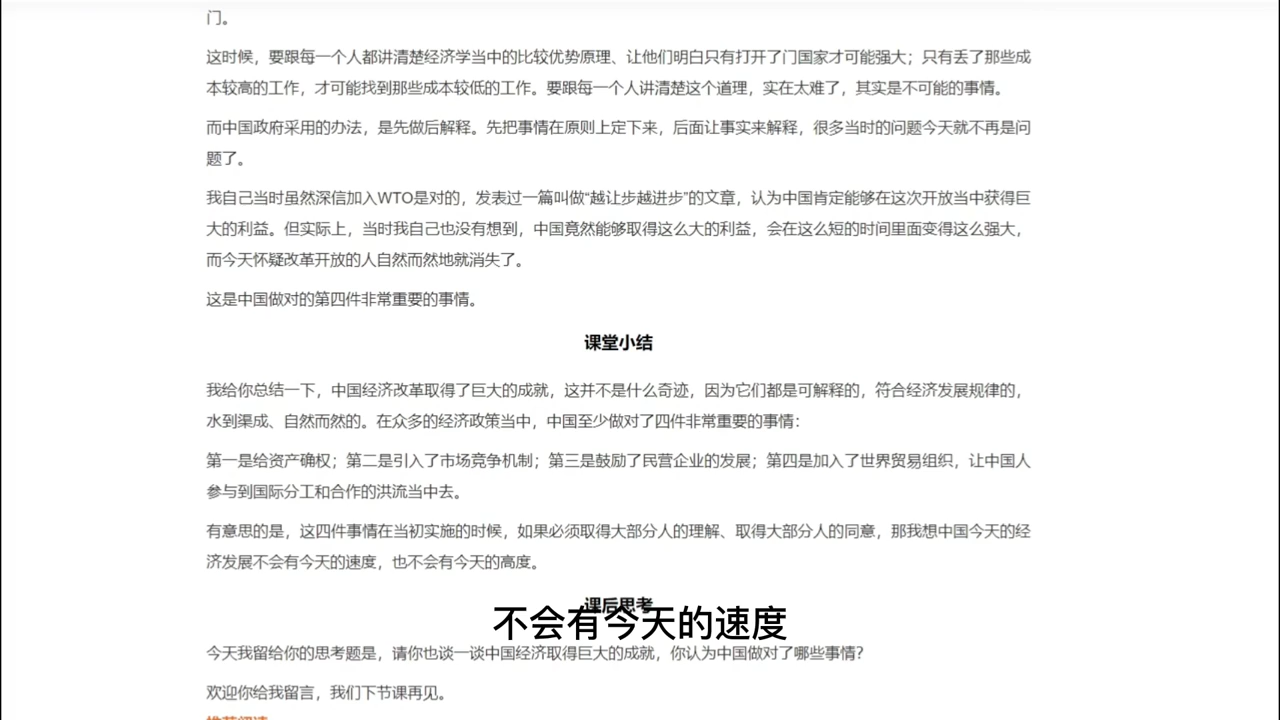 门。
这时候，要跟每一个人都讲清楚经济学当中的比较优势原理、让他们明白只有打开了门国家才可能强大；只有丢了那些成
本较高的工作，才可能找到那些成本较低的工作。要跟每一个人讲清楚这个道理，实在太难了，其实是不可能的事情。
而中国政府采用的办法，是先做后解释。先把事情在原则上定下来，后面让事实来解释，很多当时的问题今天就不再是问
题了。
我自己当时虽然深信加入WTO是对的，发表过一篇叫做“越让步越进步”的文章，认为中国肯定能够在这次开放当中获得巨
大的利益。但实际上，当时我自己也没有想到，中国竟然能够取得这么大的利益，会在这么短的时间里面变得这么强大，
而今天怀疑改革开放的人自然而然地就消失了。
这是中国做对的第四件非常重要的事情。
课堂小结
我给你总结一下，中国经济改革取得了巨大的成就，这并不是什么奇迹，因为它们都是可解释的，符合经济发展规律的，
水到渠成、自然而然的。在众多的经济政策当中，中国至少做对了四件非常重要的事情：
第一是给资产确权；第二是引入了市场竞争机制；第三是鼓励了民营企业的发展；第四是加入了世界贸易组织，让中国人
参与到国际分工和合作的洪流当中去。
有意思的是，这四件事情在当初实施的时候，如果必须取得大部分人的理解、取得大部分人的同意，那我想中国今天的经
济发展不会有今天的速度，也不会有今天的高度。
课后思考
不会有今天的速度
今天我留给你的思考题是，请你也谈一谈中国经济取得巨大的成就，你认为中国做对了哪些事情？
欢迎你给我留言，我们下节课再见。
推荐阅读